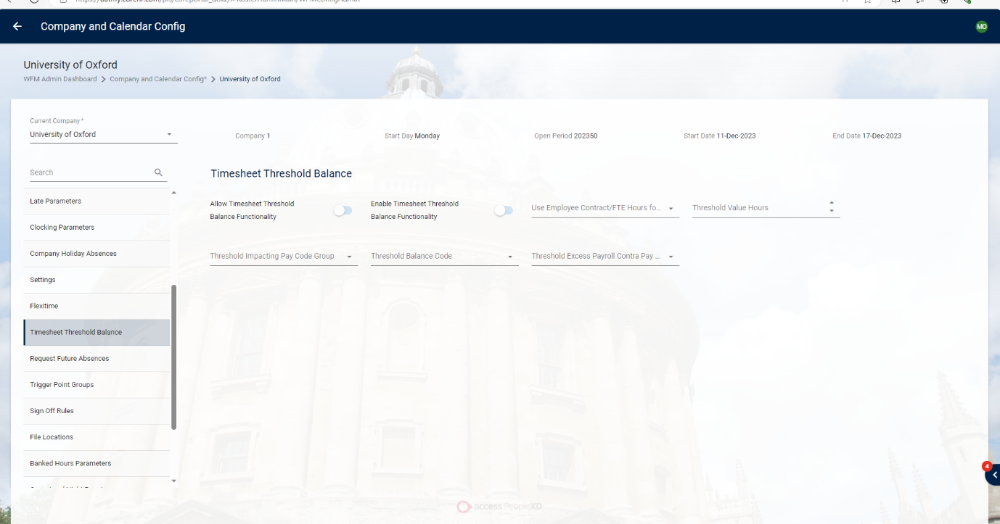 Company and Calendar Config
MO
University of Oxford
WFM Admin Dashboard > Company and Calendar Config* > University of Oxford
Current Company *
University of Oxford
Company 1
Start Day Monday
Open Period 202350
Start Date 11-Dec-2023
End Date 17-Dec-2023
Search
Late Parameters
Clocking Parameters
Company Holiday Absences
Settings
Flexitime
Timesheet Threshold Balance
Request Future Absences
Trigger Point Groups
Sign Off Rules
File Locations
Banked Hours Parameters
Timesheet Threshold Balance
Allow Timesheet Threshold
Balance Functionality
Enable Timesheet Threshold
Balance Functionality
Use Employee Contract/FTE Hours fo...
Threshold Value Hours
Threshold Impacting Pay Code Group
Threshold Balance Code
Threshold Excess Payroll Contra Pay ...
4
access PeopleXD